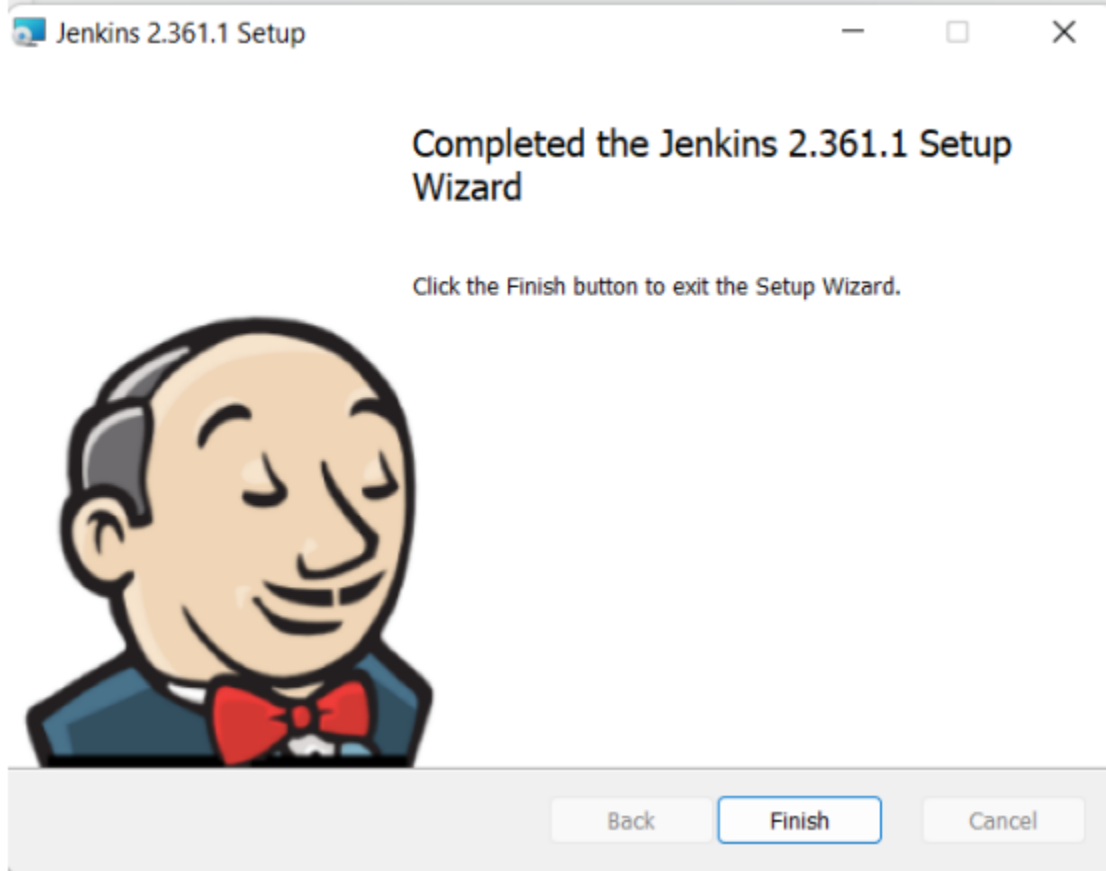 Jenkins 2.361.1 Setup
Completed the Jenkins 2.361.1 Setup
Wizard
Click the Finish button to exit the Setup Wizard.
Back
Finish
Cancel